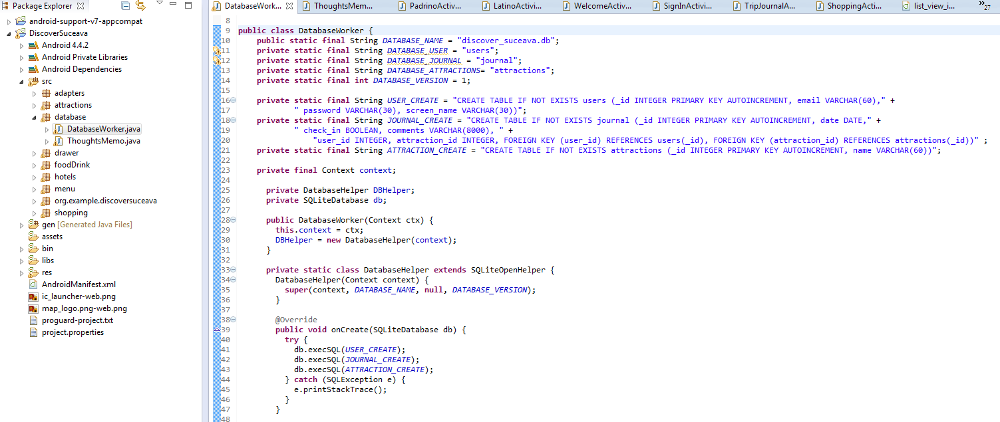 Package Explorer
android-support-v7-appcompat
DiscoverSuceava
Android 4.4.2
Android Private Libraries
Android Dependencies
src
adapters
attractions
database
DatabaseWorker.java
ThoughtsMemo.java
drawer
foodDrink
hotels
menu
org.example.discoversuceava
shopping
gen [Generated Java Files]
assets
bin
libs
res
AndroidManifest.xml
ic_launcher-web.png
map_logo.png-web.png
proguard-project.txt
project.properties
DatabaseWork... ThoughtsMem... PadrinoActiv... LatinoActivi... WelcomeActiv... SignInActivi... TripJournalA... ShoppingActi... list_view_i... »27
8
9 public class DatabaseWorker {
10 public static final String DATABASE_NAME = "discover_suceava.db";
11 private static final String DATABASE_USER = "users";
12 private static final String DATABASE_JOURNAL = "journal";
13 private static final String DATABASE_ATTRACTIONS= "attractions";
14 private static final int DATABASE_VERSION = 1;
15
16 private static final String USER_CREATE = "CREATE TABLE IF NOT EXISTS users (_id INTEGER PRIMARY KEY AUTOINCREMENT, email VARCHAR(60)," +
17 " password VARCHAR(30), screen_name VARCHAR(30))";
18 private static final String JOURNAL_CREATE = "CREATE TABLE IF NOT EXISTS journal (_id INTEGER PRIMARY KEY AUTOINCREMENT, date DATE," +
19 " check_in BOOLEAN, comments VARCHAR(8000), " +
20 "user_id INTEGER, attraction_id INTEGER, FOREIGN KEY (user_id) REFERENCES users(_id), FOREIGN KEY (attraction_id) REFERENCES attractions(_id))" ;
21 private static final String ATTRACTION_CREATE = "CREATE TABLE IF NOT EXISTS attractions (_id INTEGER PRIMARY KEY AUTOINCREMENT, name VARCHAR(60))";
22
23 private final Context context;
24
25 private DatabaseHelper DBHelper;
26 private SQLiteDatabase db;
27
28 public DatabaseWorker(Context ctx) {
29 this.context = ctx;
30 DBHelper = new DatabaseHelper(context);
31 }
32
33 private static class DatabaseHelper extends SQLiteOpenHelper {
34 DatabaseHelper(Context context) {
35 super(context, DATABASE_NAME, null, DATABASE_VERSION);
36 }
37
38 @Override
39 public void onCreate(SQLiteDatabase db) {
40 try {
41 db.execSQL(USER_CREATE);
42 db.execSQL(JOURNAL_CREATE);
43 db.execSQL(ATTRACTION_CREATE);
44 } catch (SQLException e) {
45 e.printStackTrace();
46 }
47 }
48